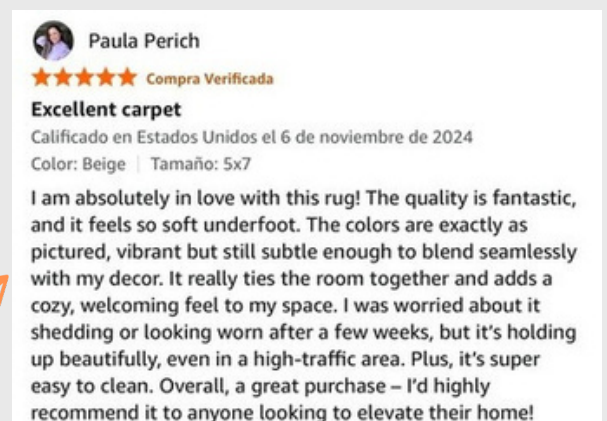 Paula Perich
Compra Verificada
Excellent carpet
Calificado en Estados Unidos el 6 de noviembre de 2024
Color: Beige | Tamaño: 5x7
I am absolutely in love with this rug! The quality is fantastic,
and it feels so soft underfoot. The colors are exactly as
pictured, vibrant but still subtle enough to blend seamlessly
with my decor. It really ties the room together and adds a
cozy, welcoming feel to my space. I was worried about it
shedding or looking worn after a few weeks, but it’s holding
up beautifully, even in a high-traffic area. Plus, it’s super
easy to clean. Overall, a great purchase – I’d highly
recommend it to anyone looking to elevate their home!